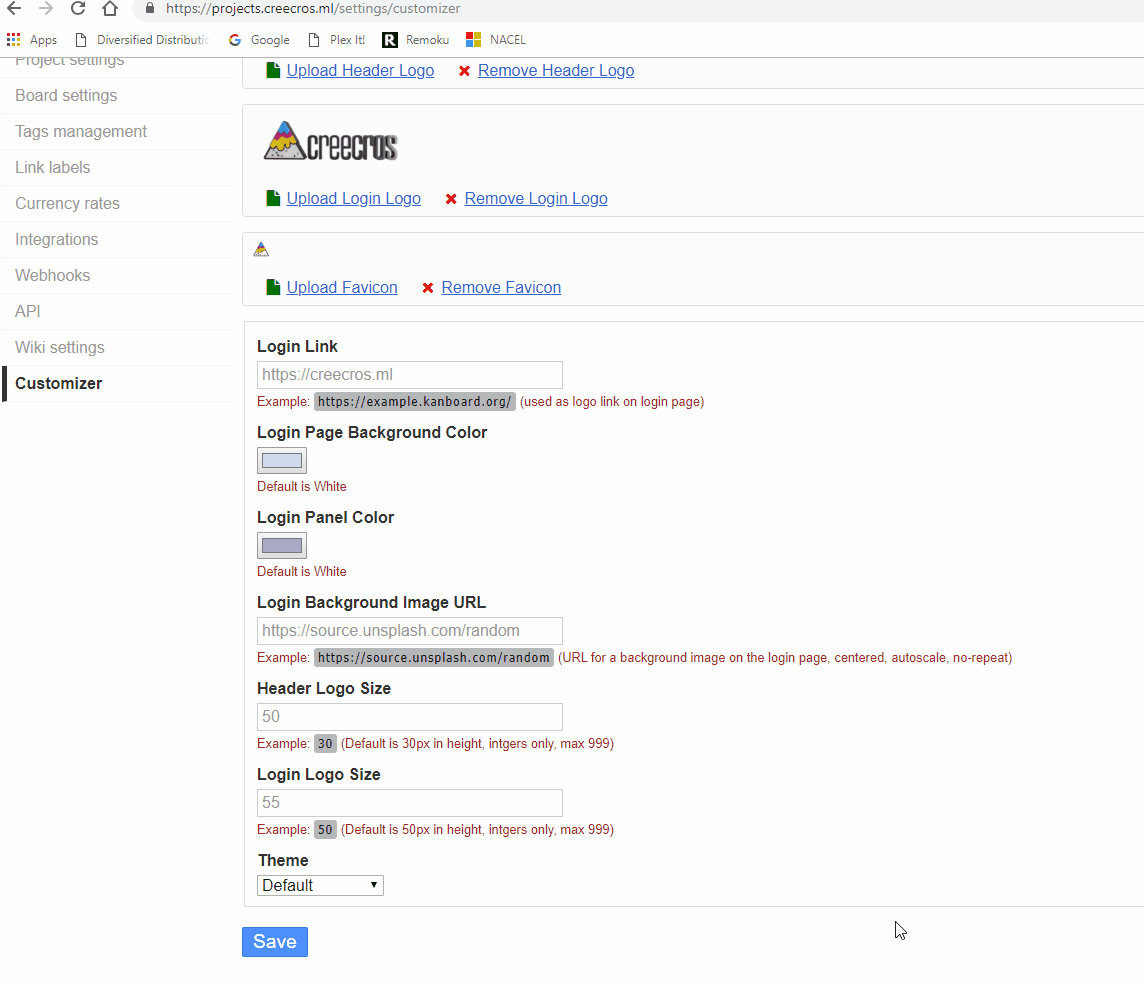 https://projects.creecros.ml/settings/customizer
Apps Diversified Distributic Google Plex It! R Remoku NACEL
Project settings
Upload Header Logo Remove Header Logo
Board settings
Tags management
creecros
Link labels
Upload Login Logo Remove Login Logo
Currency rates
Integrations
Webhooks
Upload Favicon Remove Favicon
API
Wiki settings
Customizer
Login Link
https://creecros.ml
Example: https://example.kanboard.org/ (used as logo link on login page)
Login Page Background Color
Default is White
Login Panel Color
Default is White
Login Background Image URL
https://source.unsplash.com/random
Example: https://source.unsplash.com/random (URL for a background image on the login page, centered, autoscale, no-repeat)
Header Logo Size
50
Example: 30 (Default is 30px in height, intgers only, max 999)
Login Logo Size
55
Example: 50 (Default is 50px in height, intgers only, max 999)
Theme
Default
Save